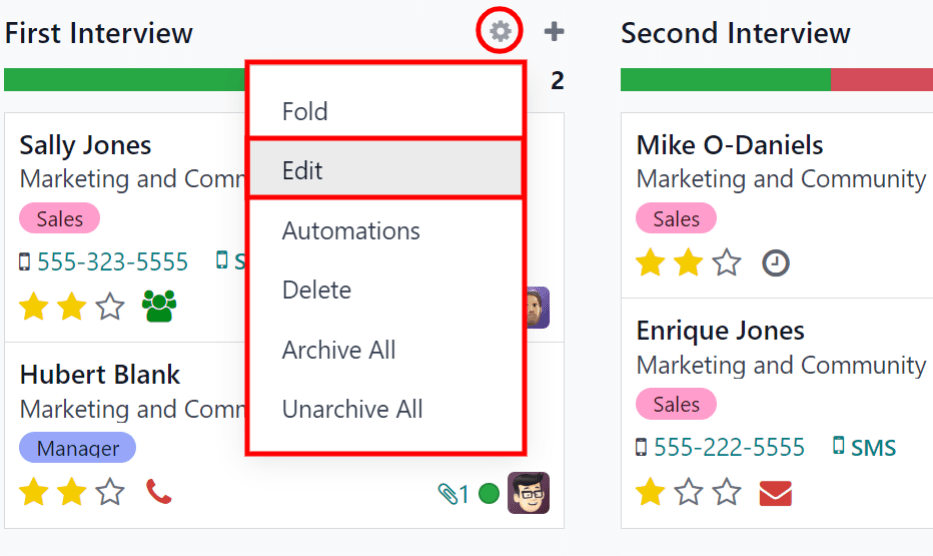 First Interview
2
Fold
Edit
Automations
Delete
Archive All
Unarchive All
Sally Jones
Marketing and
Sales
555-323-5555
Hubert Blank
Marketing and
Manager
1
Second Interview
Mike O-Daniels
Marketing and Community
Sales
Enrique Jones
Marketing and Community
Sales
555-222-5555 SMS